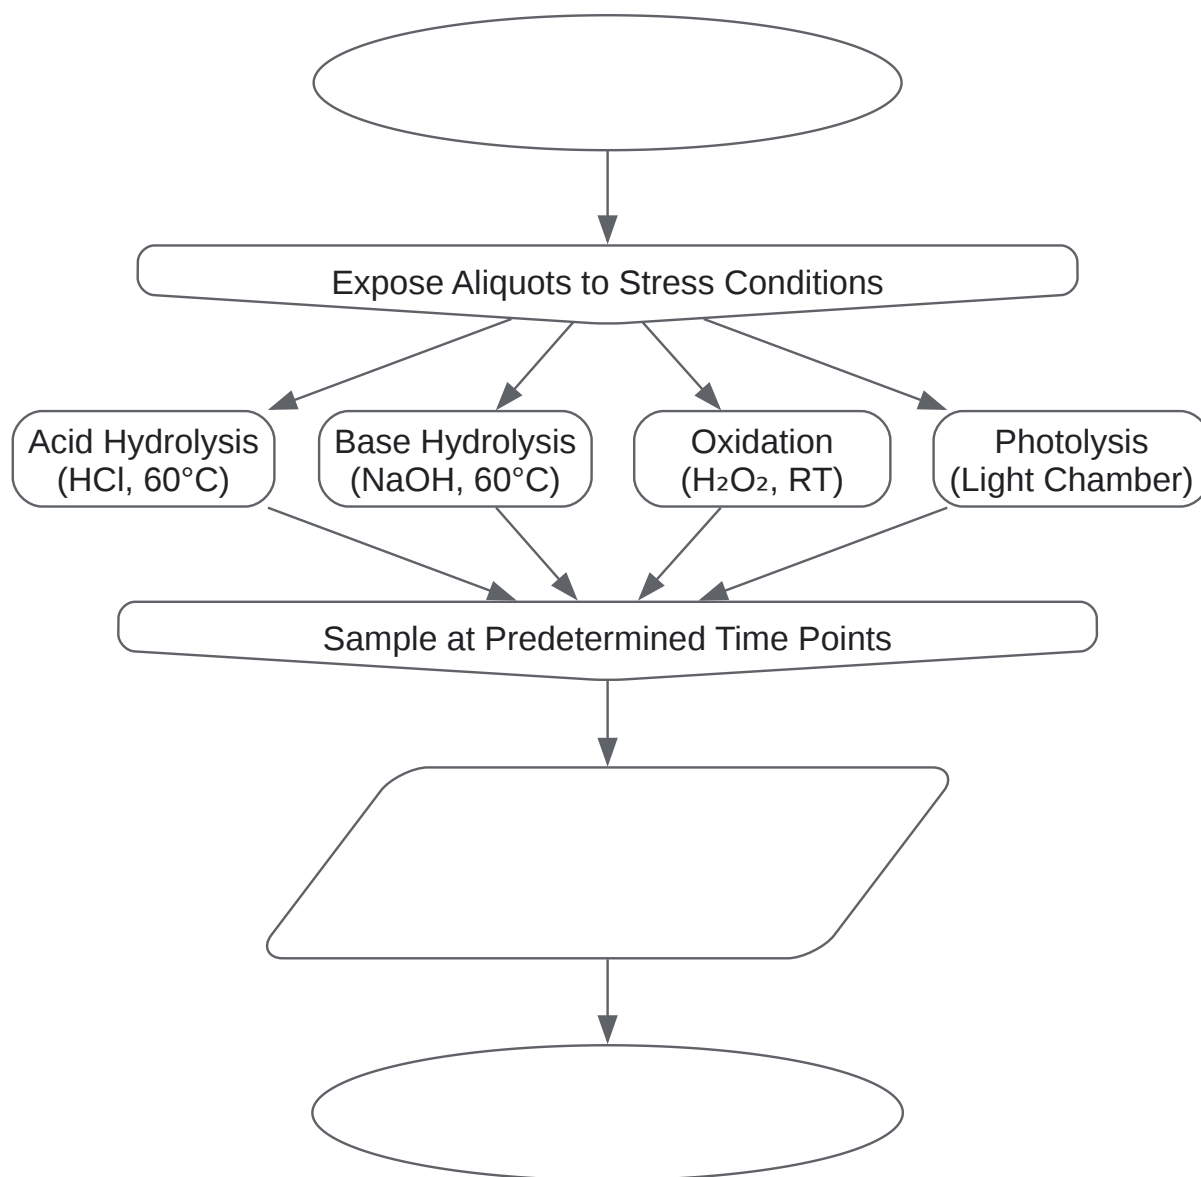 Expose Aliquots to Stress Conditions
Acid Hydrolysis
(HCl, 60°C)
Base Hydrolysis
(NaOH, 60°C)
Oxidation
(H₂O₂, RT)
Photolysis
(Light Chamber)
Sample at Predetermined Time Points